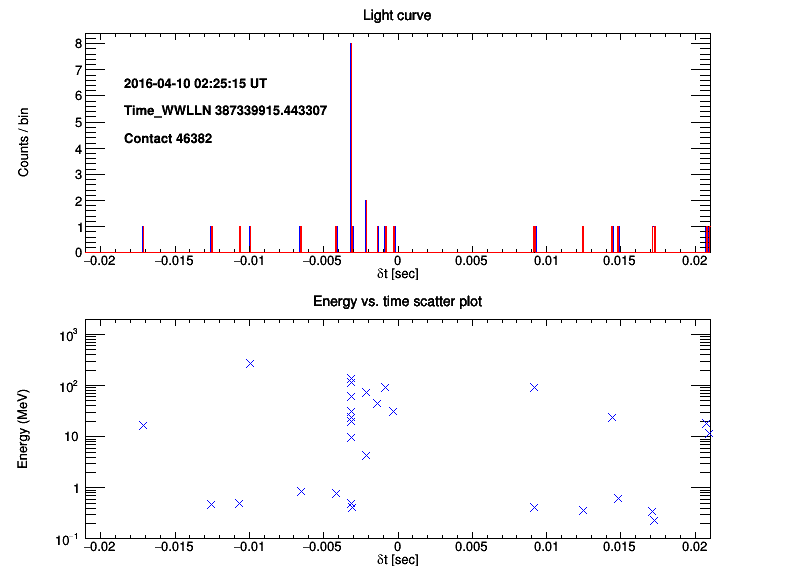 Light curve
Counts / bin
8
7
6
5
4
3
2
1
0
2016-04-10 02:25:15 UT
Time_WWLLN 387339915.443307
Contact 46382
−0.02 −0.015 −0.01 −0.005 0 0.005 0.01 0.015 0.02
δt [sec]
Energy vs. time scatter plot
Energy (MeV)
10³
10²
10
1
10⁻¹
−0.02 −0.015 −0.01 −0.005 0 0.005 0.01 0.015 0.02
δt [sec]